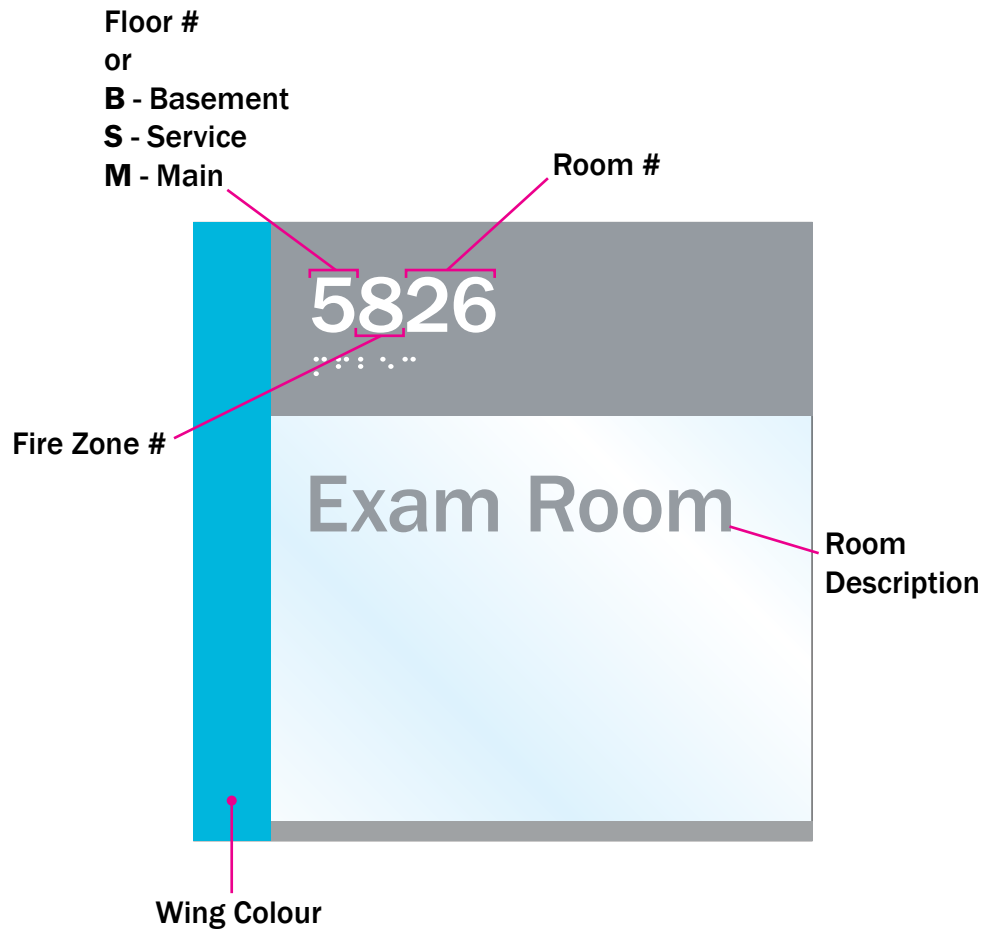 Floor #
or
B - Basement
S - Service
M - Main
Room #
5826
Fire Zone #
Exam Room
Room
Description
Wing Colour